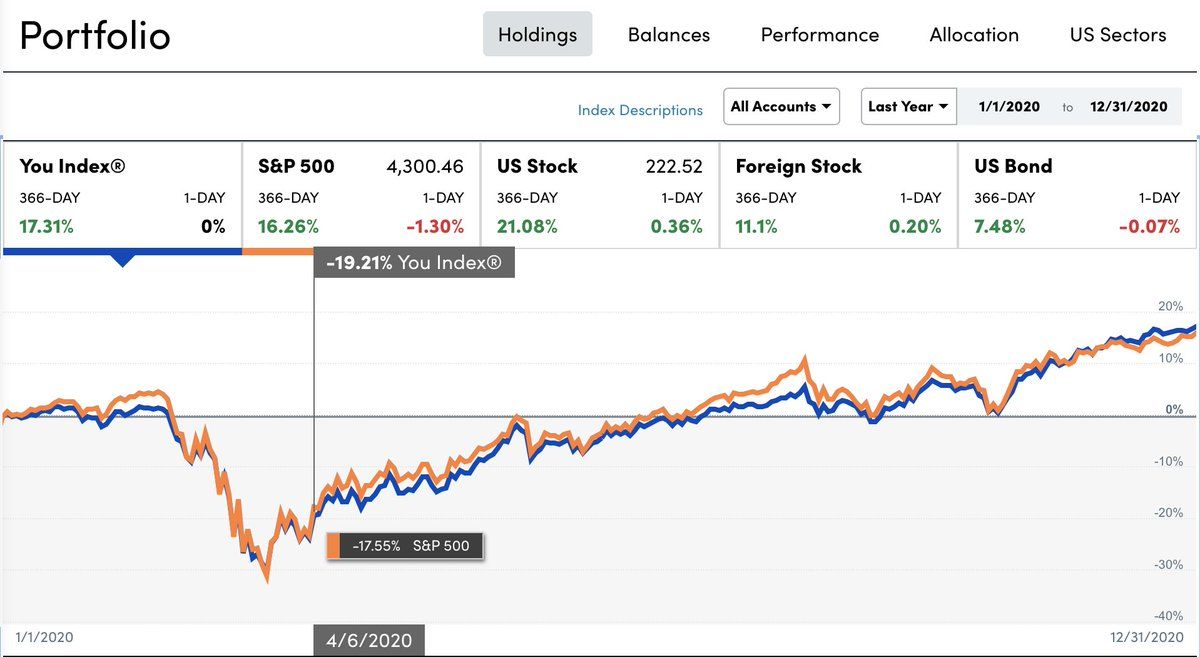 Portfolio
Holdings Balances Performance Allocation US Sectors
Index Descriptions All Accounts Last Year 1/1/2020 to 12/31/2020
You Index® S&P 500 4,300.46 US Stock 222.52 Foreign Stock US Bond
366-DAY 1-DAY 366-DAY 1-DAY 366-DAY 1-DAY 366-DAY 1-DAY 366-DAY 1-DAY
17.31% 0% 16.26% -1.30% 21.08% 0.36% 11.1% 0.20% 7.48% -0.07%
-19.21% You Index®
20%
10%
0%
-10%
-20%
-17.55% S&P 500
-30%
-40%
1/1/2020 4/6/2020 12/31/2020